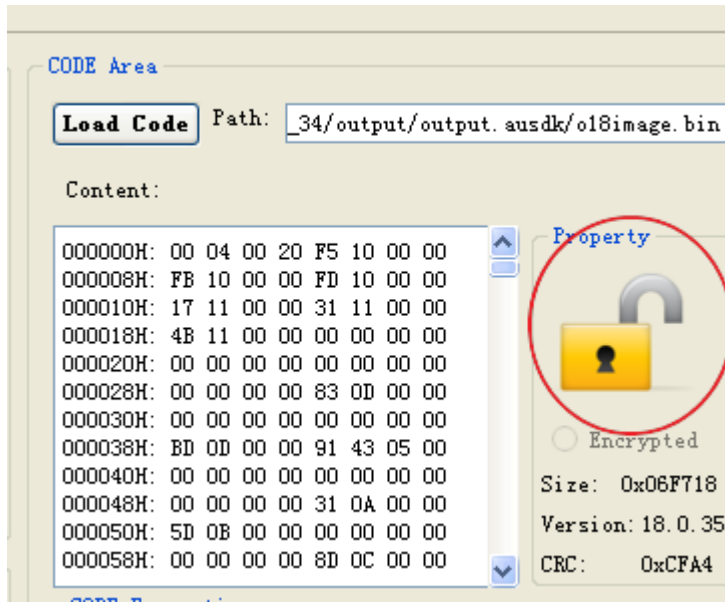 CODE Area
Load Code Path: _34/output/output.ausdk/o18image.bin
Content:
000000H: 00 04 00 20 F5 10 00 00
000008H: FB 10 00 00 FD 10 00 00
000010H: 17 11 00 00 31 11 00 00
000018H: 4B 11 00 00 00 00 00 00
000020H: 00 00 00 00 00 00 00 00
000028H: 00 00 00 00 83 0D 00 00
000030H: 00 00 00 00 00 00 00 00
000038H: BD 0D 00 00 91 43 05 00
000040H: 00 00 00 00 00 00 00 00
000048H: 00 00 00 00 31 0A 00 00
000050H: 5D 0B 00 00 00 00 00 00
000058H: 00 00 00 00 8D 0C 00 00
Property
Encrypted
Size: 0x06F718
Version: 18.0.35
CRC: 0xCFA4